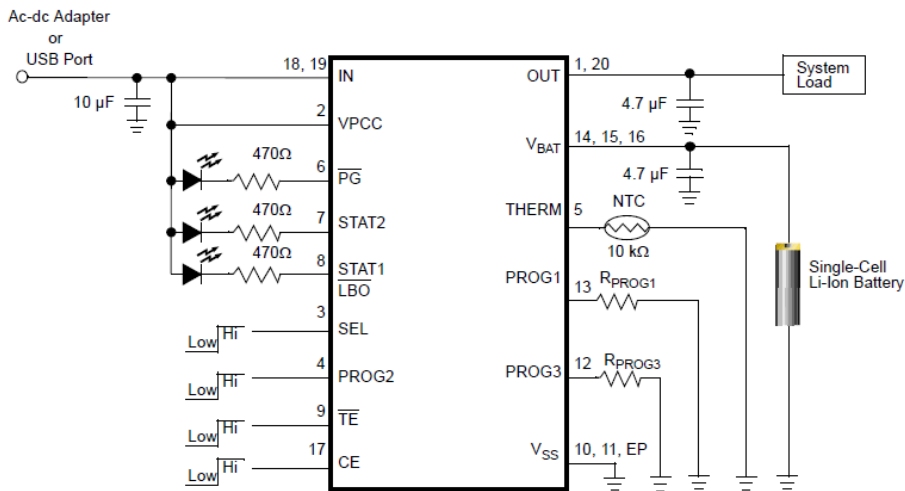 Ac-dc Adapter
or
USB Port
18, 19
IN
OUT
1, 20
System
Load
10 µF
4.7 µF
2
VPCC
VBAT
14, 15, 16
470Ω
6
PG
4.7 µF
470Ω
7
STAT2
THERM
5
NTC
10 kΩ
470Ω
8
STAT1
LBO
PROG1
13
RPROG1
Single-Cell
Li-Ion Battery
3
SEL
Low
Hi
4
PROG2
Low
Hi
PROG3
12
RPROG3
9
TE
Low
Hi
17
CE
Low
Hi
VSS
10, 11, EP